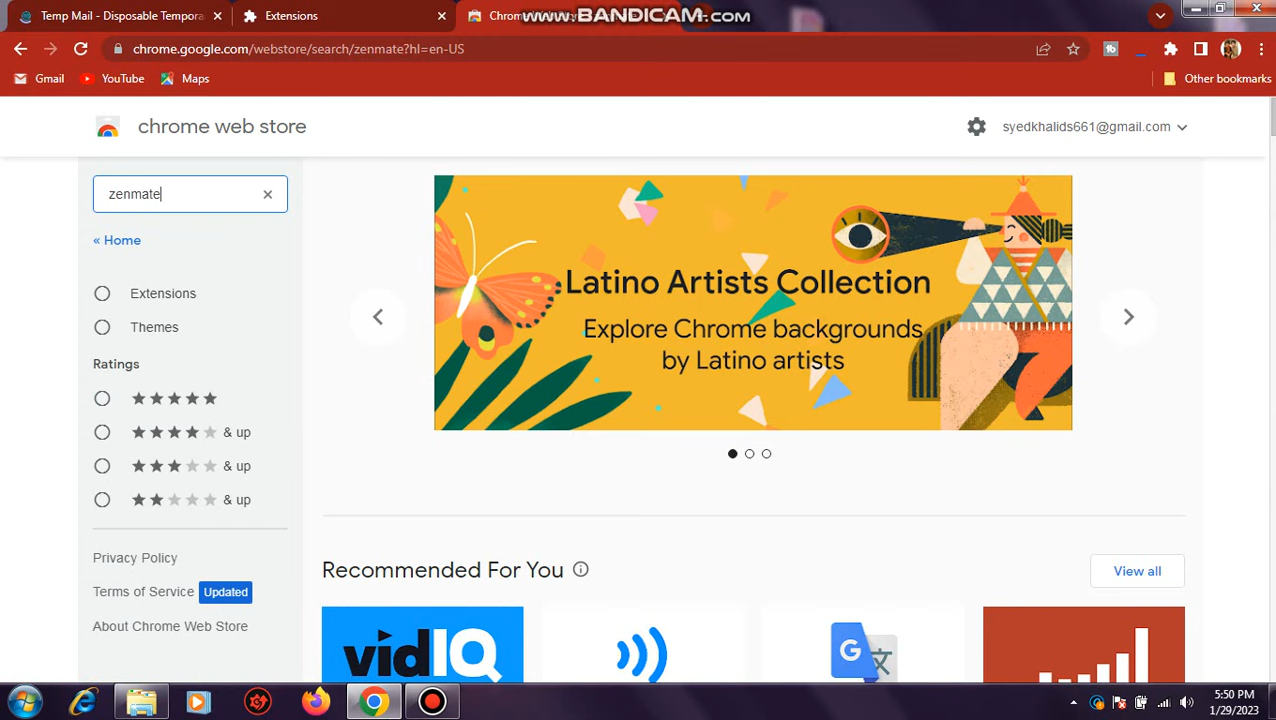 Temp Mail - Disposable Tempora
Extensions
Chrom
www.BANDICAM.COM
chrome.google.com/webstore/search/zenmate?hl=en-US
Gmail
YouTube
Maps
Other bookmarks
chrome web store
syedkhalids661@gmail.com
zenmate
« Home
Extensions
Themes
Ratings
& up
& up
& up
Privacy Policy
Terms of Service Updated
About Chrome Web Store
Latino Artists Collection
Explore Chrome backgrounds
by Latino artists
Recommended For You
View all
vidIQ
G
5:50 PM
1/29/2023